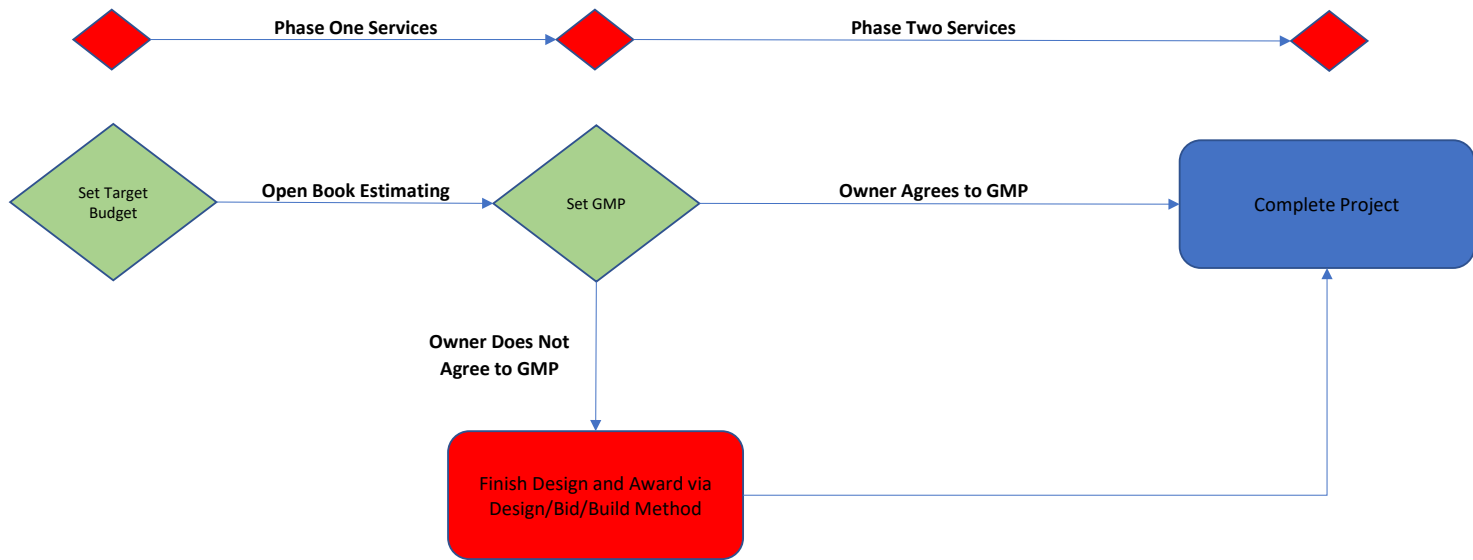 Phase One Services
Phase Two Services
Set Target
Budget
Open Book Estimating
Set GMP
Owner Agrees to GMP
Complete Project
Owner Does Not
Agree to GMP
Finish Design and Award via
Design/Bid/Build Method